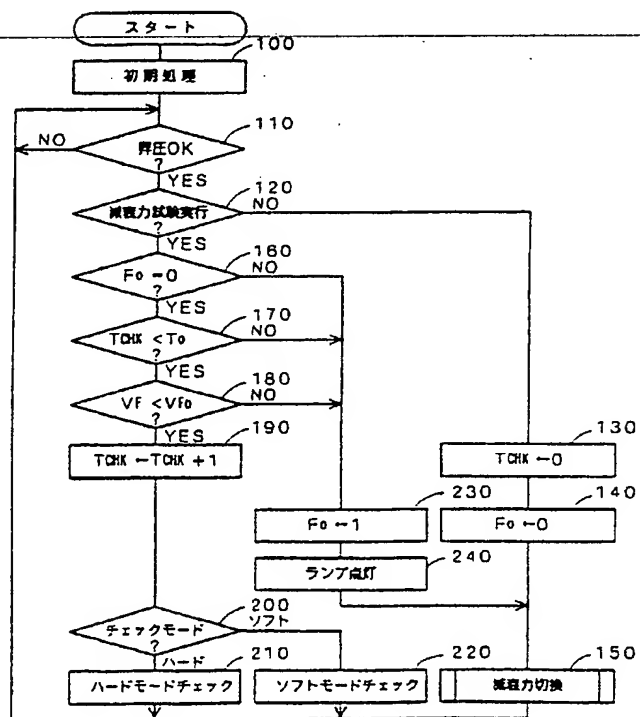 スタート
100
初期処理
110
NO
昇圧OK
?
YES
120
NO
減衰力試験実行
?
YES
160
NO
Fo=0
?
YES
170
NO
TCHK<To
?
YES
180
NO
VF<VFo
?
YES
190
TCHK←TCHK+1
130
TCHK←0
230
140
Fo←1
Fo←0
240
ランプ点灯
200
ソフト
チェックモード
?
ハード
210
220
150
ハードモードチェック
ソフトモードチェック
減衰力切換